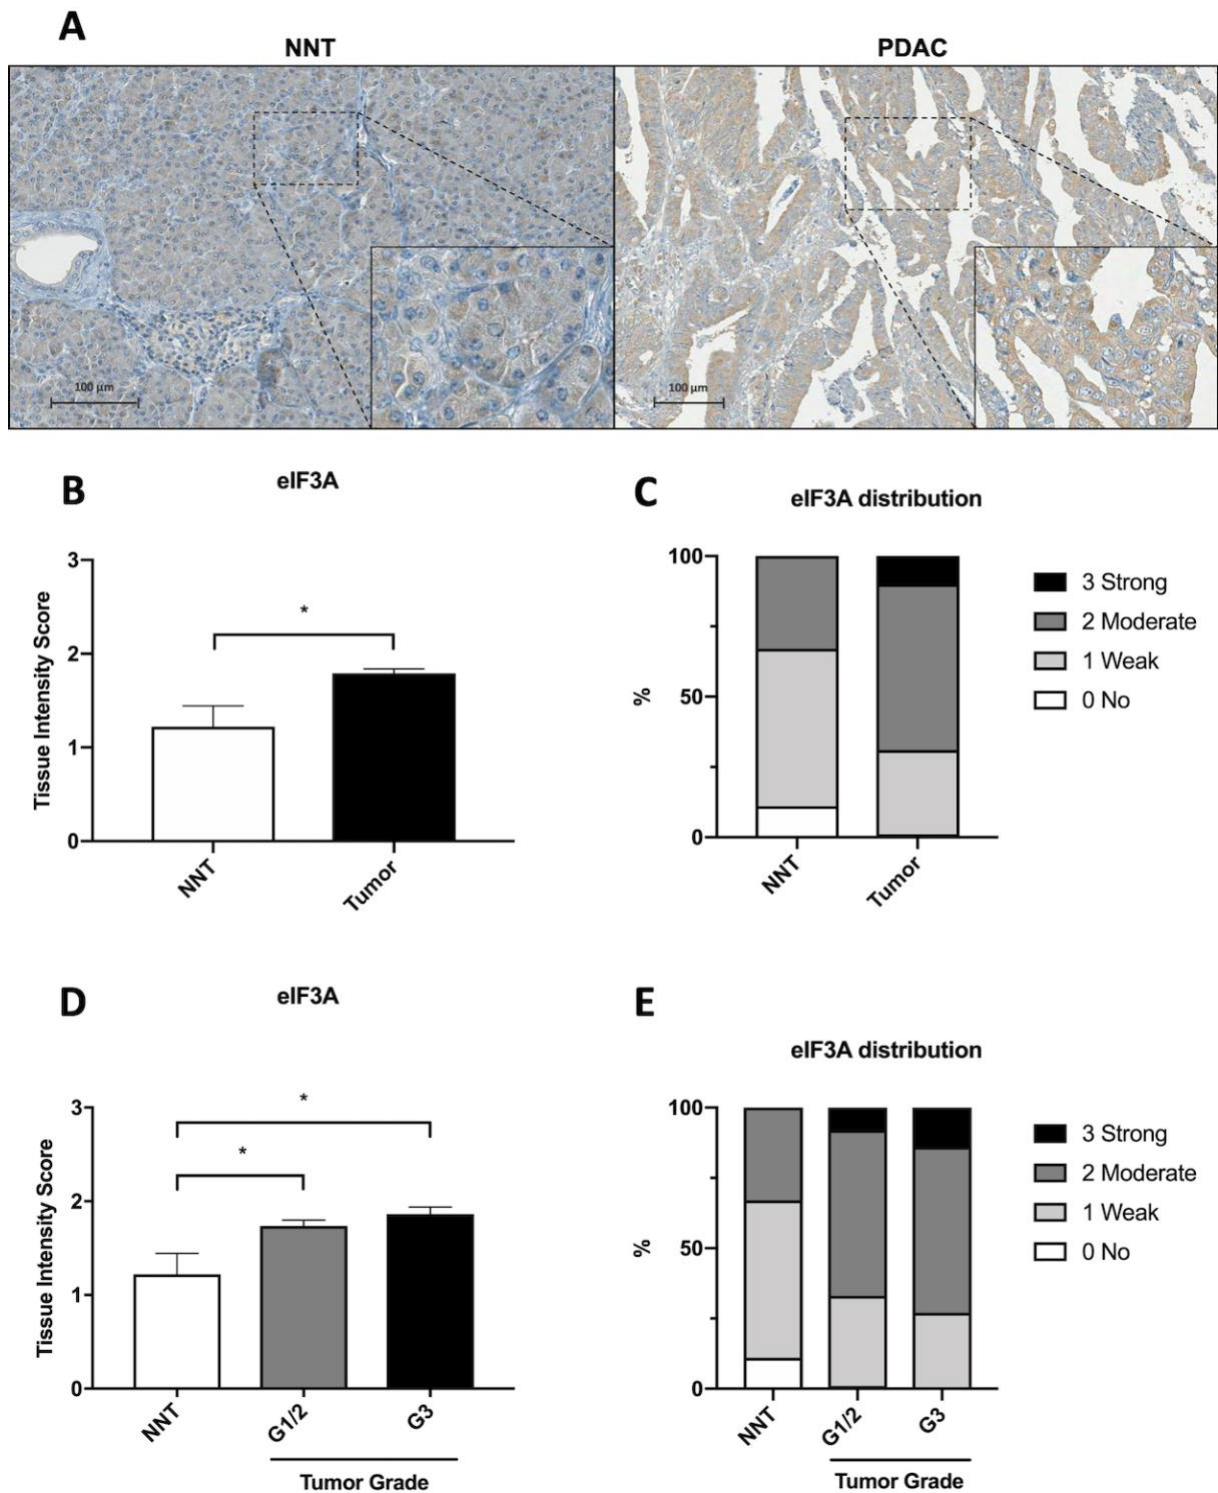 A
NNT
PDAC
100 µm
100 µm
B
eIF3A
Tissue Intensity Score
3
2
1
0
*
NNT
Tumor
C
eIF3A distribution
%
100
50
0
NNT
Tumor
3 Strong
2 Moderate
1 Weak
0 No
D
eIF3A
Tissue Intensity Score
3
2
1
0
*
*
NNT
G1/2
G3
Tumor Grade
E
eIF3A distribution
%
100
50
0
NNT
G1/2
G3
Tumor Grade
3 Strong
2 Moderate
1 Weak
0 No